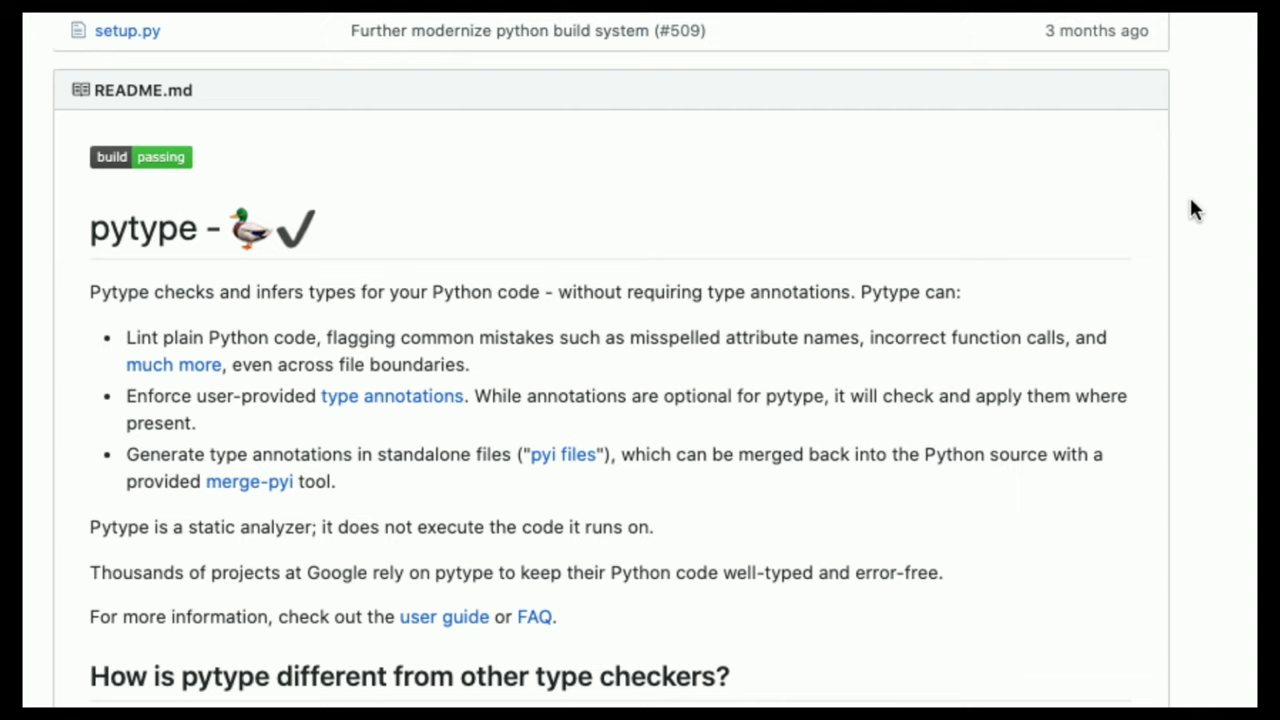 setup.py Further modernize python build system (#509) 3 months ago
README.md
build passing
pytype - 🦆✔
Pytype checks and infers types for your Python code - without requiring type annotations. Pytype can:
• Lint plain Python code, flagging common mistakes such as misspelled attribute names, incorrect function calls, and
much more, even across file boundaries.
• Enforce user-provided type annotations. While annotations are optional for pytype, it will check and apply them where
present.
• Generate type annotations in standalone files ("pyi files"), which can be merged back into the Python source with a
provided merge-pyi tool.
Pytype is a static analyzer; it does not execute the code it runs on.
Thousands of projects at Google rely on pytype to keep their Python code well-typed and error-free.
For more information, check out the user guide or FAQ.
How is pytype different from other type checkers?